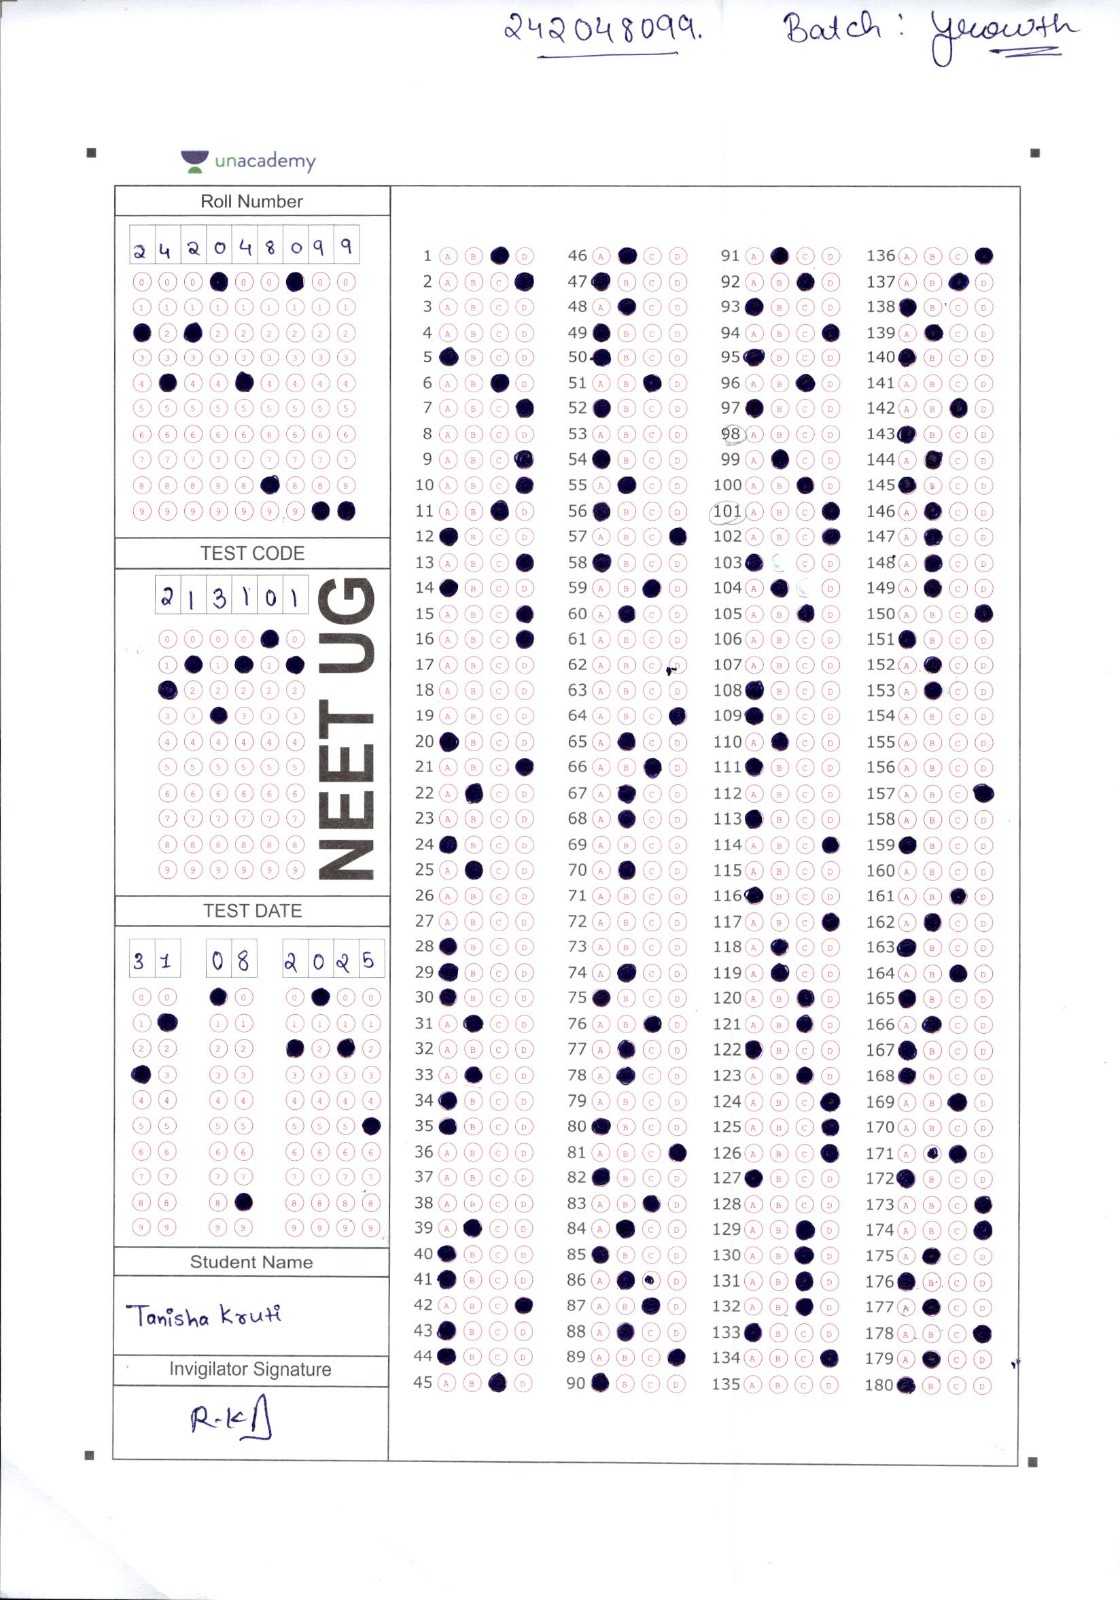 242048099. Batch : Growth
unacademy
Roll Number
2 4 2 0 4 8 0 9 9
TEST CODE
2 1 3 1 0 1
NEET UG
TEST DATE
3 1 0 8 2 0 2 5
Student Name
Tanisha Kruti
Invigilator Signature
1 46 91 136
2 47 92 137
3 48 93 138
4 49 94 139
5 50 95 140
6 51 96 141
7 52 97 142
8 53 98 143
9 54 99 144
10 55 100 145
11 56 101 146
12 57 102 147
13 58 103 148
14 59 104 149
15 60 105 150
16 61 106 151
17 62 107 152
18 63 108 153
19 64 109 154
20 65 110 155
21 66 111 156
22 67 112 157
23 68 113 158
24 69 114 159
25 70 115 160
26 71 116 161
27 72 117 162
28 73 118 163
29 74 119 164
30 75 120 165
31 76 121 166
32 77 122 167
33 78 123 168
34 79 124 169
35 80 125 170
36 81 126 171
37 82 127 172
38 83 128 173
39 84 129 174
40 85 130 175
41 86 131 176
42 87 132 177
43 88 133 178
44 89 134 179
45 90 135 180